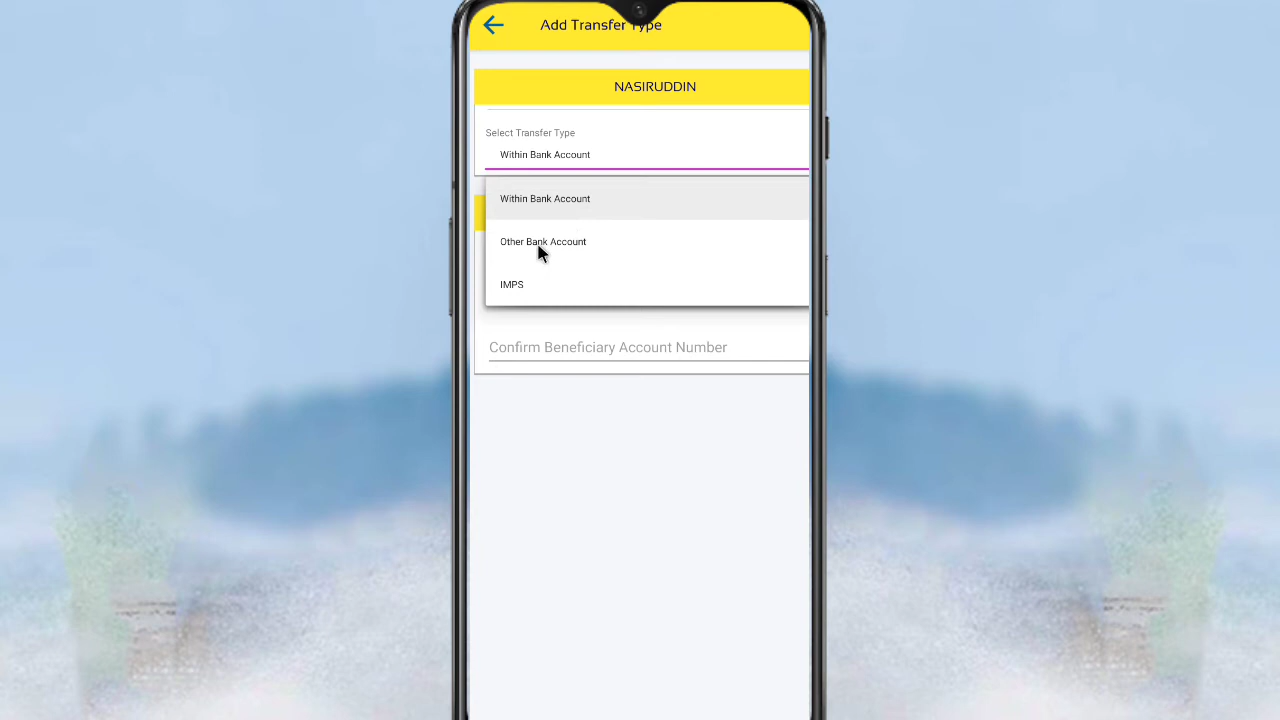 Add Transfer Type
NASIRUDDIN
Select Transfer Type
Within Bank Account
Within Bank Account
Other Bank Account
IMPS
Confirm Beneficiary Account Number